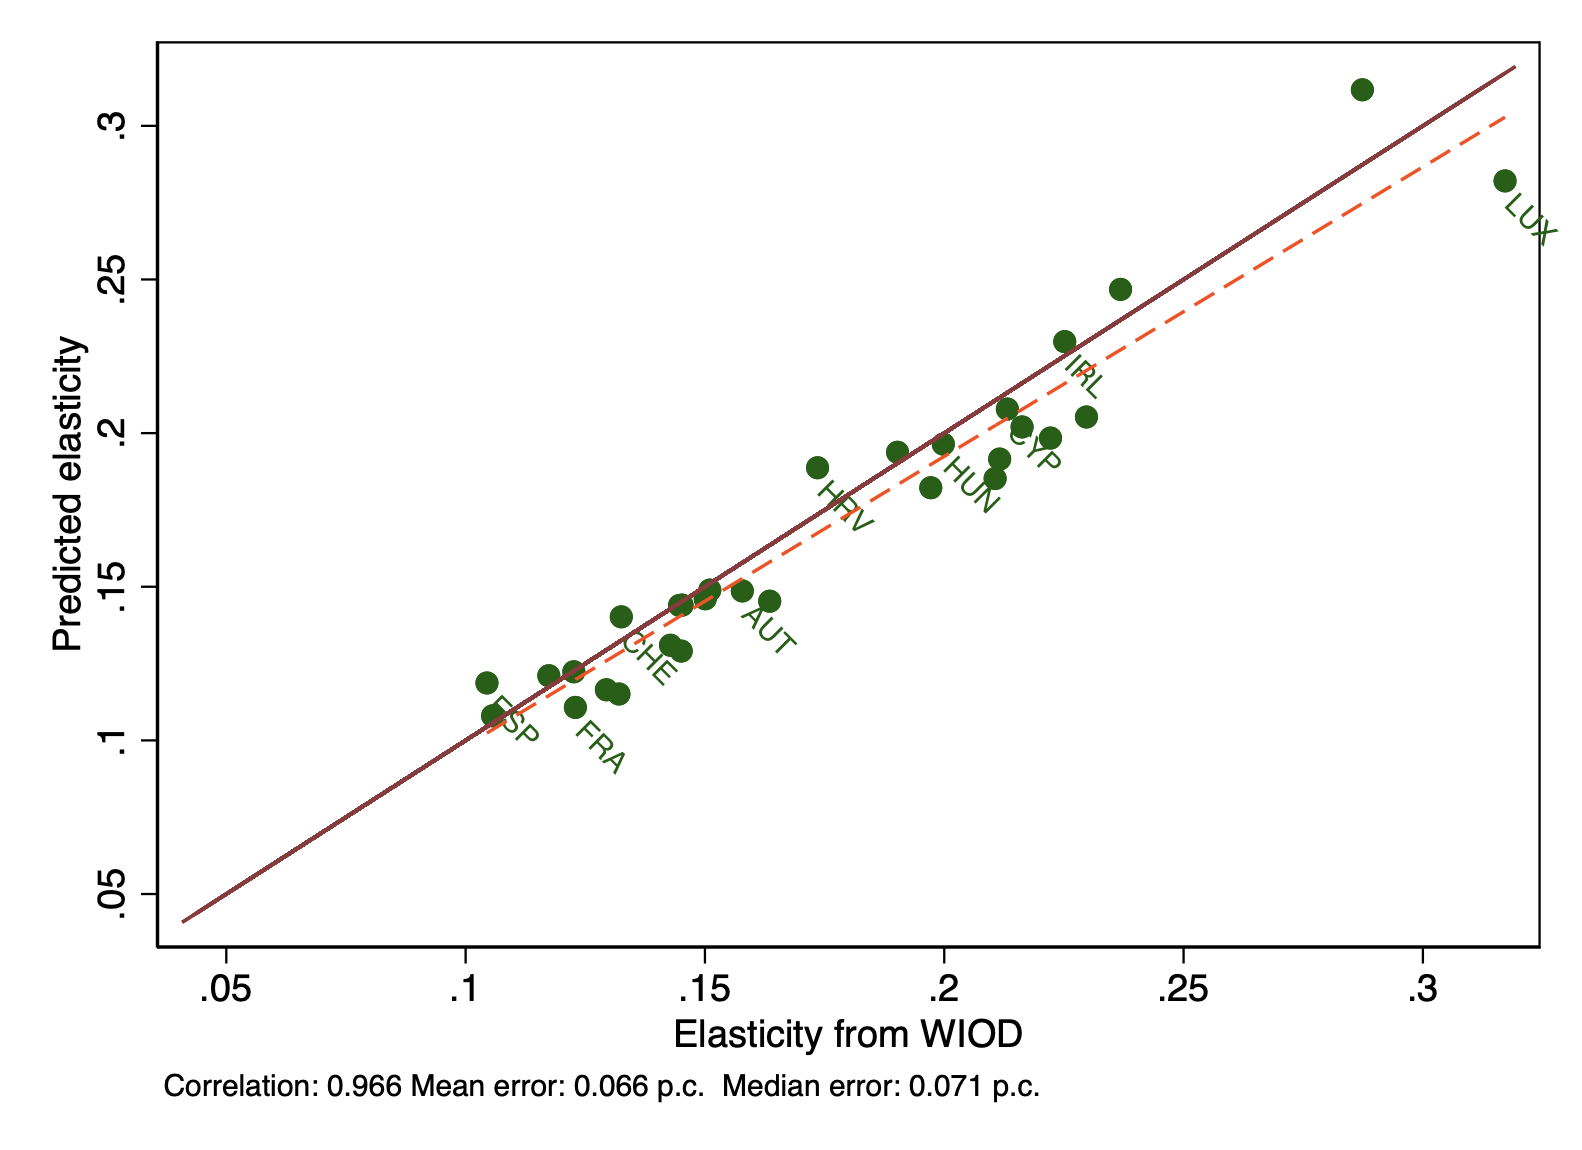 .3
.25
.2
.15
.1
.05
Predicted elasticity
LUX
IRL
CYP
HUN
HRV
AUT
CHE
ESP
FRA
.05 .1 .15 .2 .25 .3
Elasticity from WIOD
Correlation: 0.966 Mean error: 0.066 p.c. Median error: 0.071 p.c.